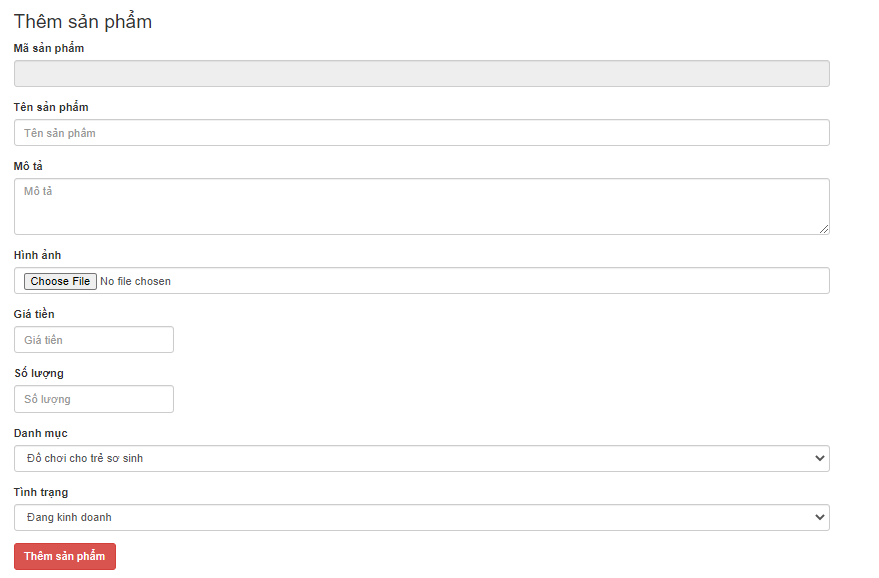 Thêm sản phẩm
Mã sản phẩm
Tên sản phẩm
Tên sản phẩm
Mô tả
Mô tả
Hình ảnh
Choose File No file chosen
Giá tiền
Giá tiền
Số lượng
Số lượng
Danh mục
Đồ chơi cho trẻ sơ sinh
Tình trạng
Đang kinh doanh
Thêm sản phẩm